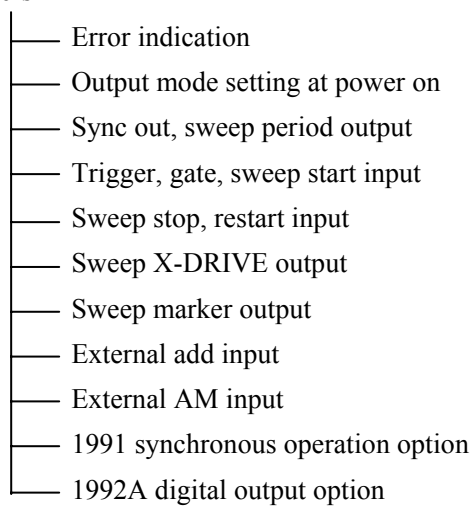 Error indication
Output mode setting at power on
Sync out, sweep period output
Trigger, gate, sweep start input
Sweep stop, restart input
Sweep X-DRIVE output
Sweep marker output
External add input
External AM input
1991 synchronous operation option
1992A digital output option